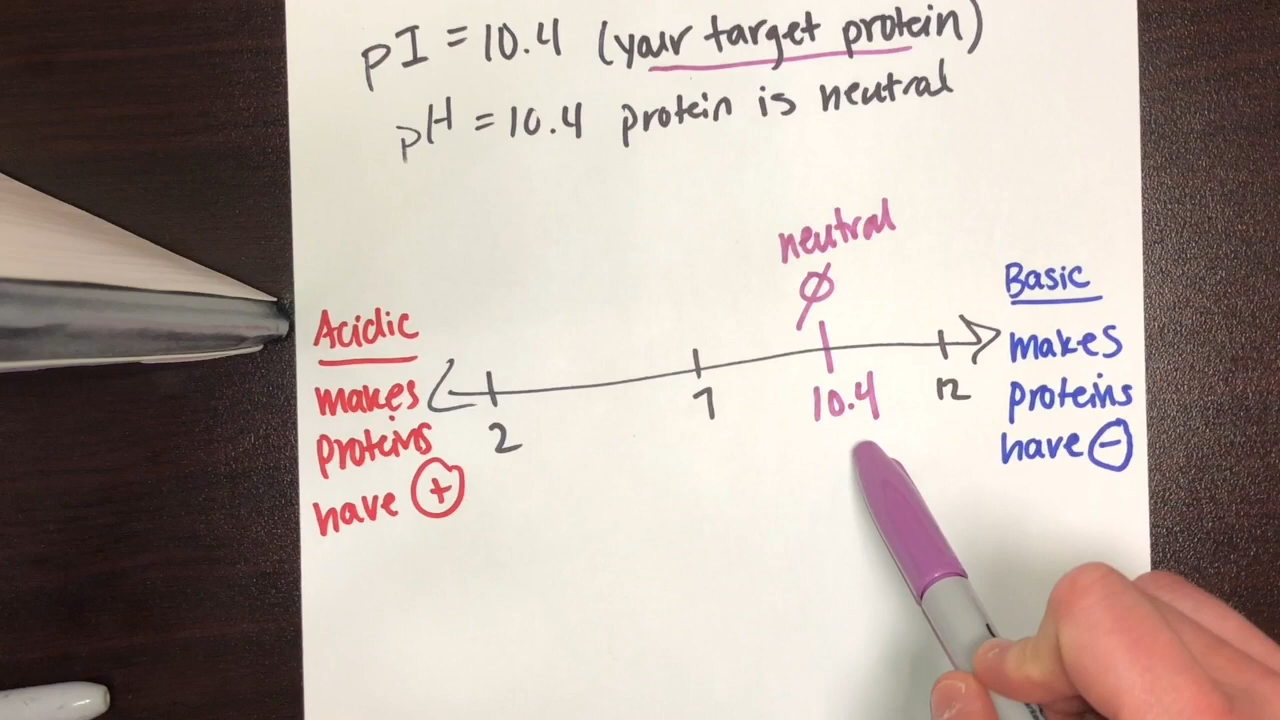 pI = 10.4 (your target protein)
pH = 10.4 protein is neutral
neutral
Ø
Acidic
makes
proteins
have +
2
7
10.4
12
Basic
makes
proteins
have -